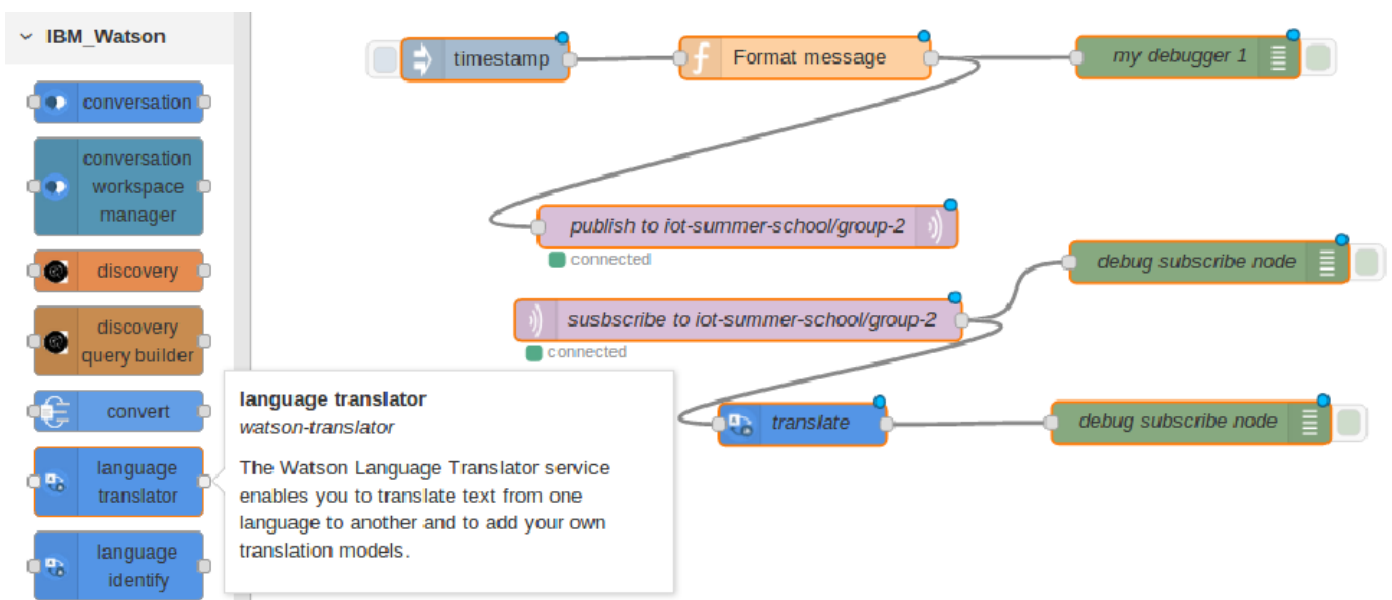 IBM_Watson
conversation
conversation
workspace
manager
discovery
discovery
query builder
convert
language
translator
language
identify
timestamp
Format message
my debugger 1
publish to iot-summer-school/group-2
connected
debug subscribe node
susbscribe to iot-summer-school/group-2
connected
translate
debug subscribe node
language translator
watson-translator
The Watson Language Translator service
enables you to translate text from one
language to another and to add your own
translation models.